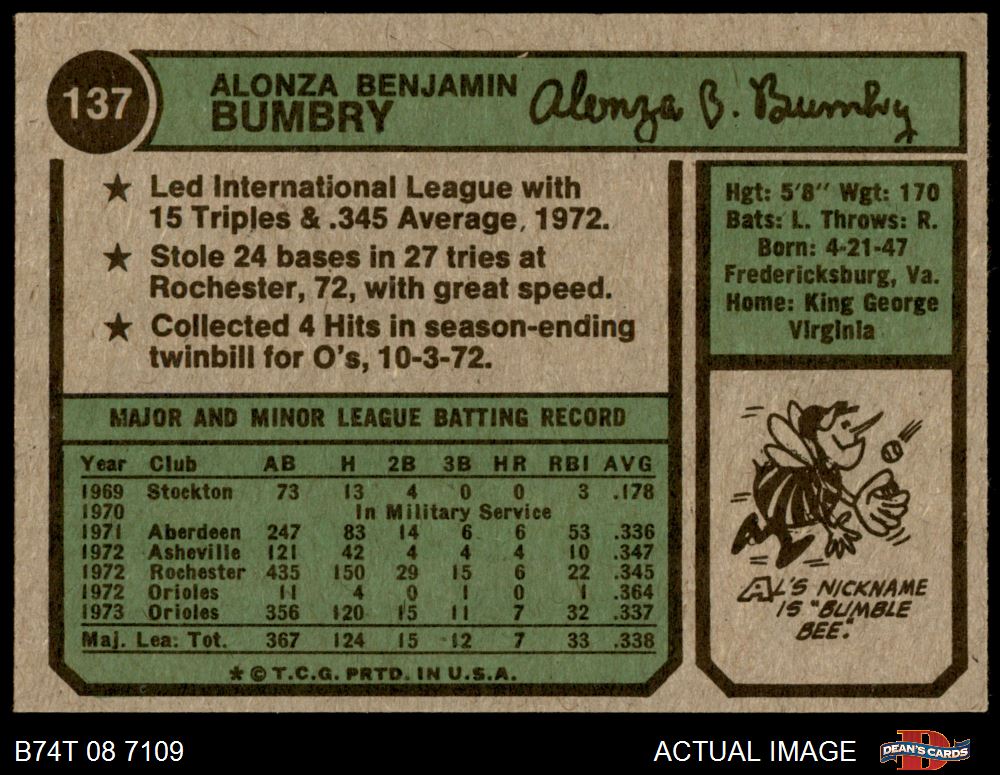 137
ALONZA BENJAMIN
BUMBRY
Alonza B. Bumbry
★ Led International League with
15 Triples & .345 Average, 1972.
★ Stole 24 bases in 27 tries at
Rochester, 72, with great speed.
★ Collected 4 Hits in season-ending
twinbill for O's, 10-3-72.
Hgt: 5'8" Wgt: 170
Bats: L. Throws: R.
Born: 4-21-47
Fredericksburg, Va.
Home: King George
Virginia
MAJOR AND MINOR LEAGUE BATTING RECORD
Year Club AB H 2B 3B HR RBI AVG
1969 Stockton 73 13 4 0 0 3 .178
1970 In Military Service
1971 Aberdeen 247 83 14 6 6 53 .336
1972 Asheville 121 42 4 4 4 10 .347
1972 Rochester 435 150 29 15 6 22 .345
1972 Orioles 11 4 0 1 0 1 .364
1973 Orioles 356 120 15 11 7 32 .337
Maj. Lea. Tot. 367 124 15 12 7 33 .338
★ © T.C.G. PRTD. IN U.S.A.
AL'S NICKNAME
IS "BUMBLE
BEE."
B74T 08 7109
ACTUAL IMAGE
DEAN'S CARDS